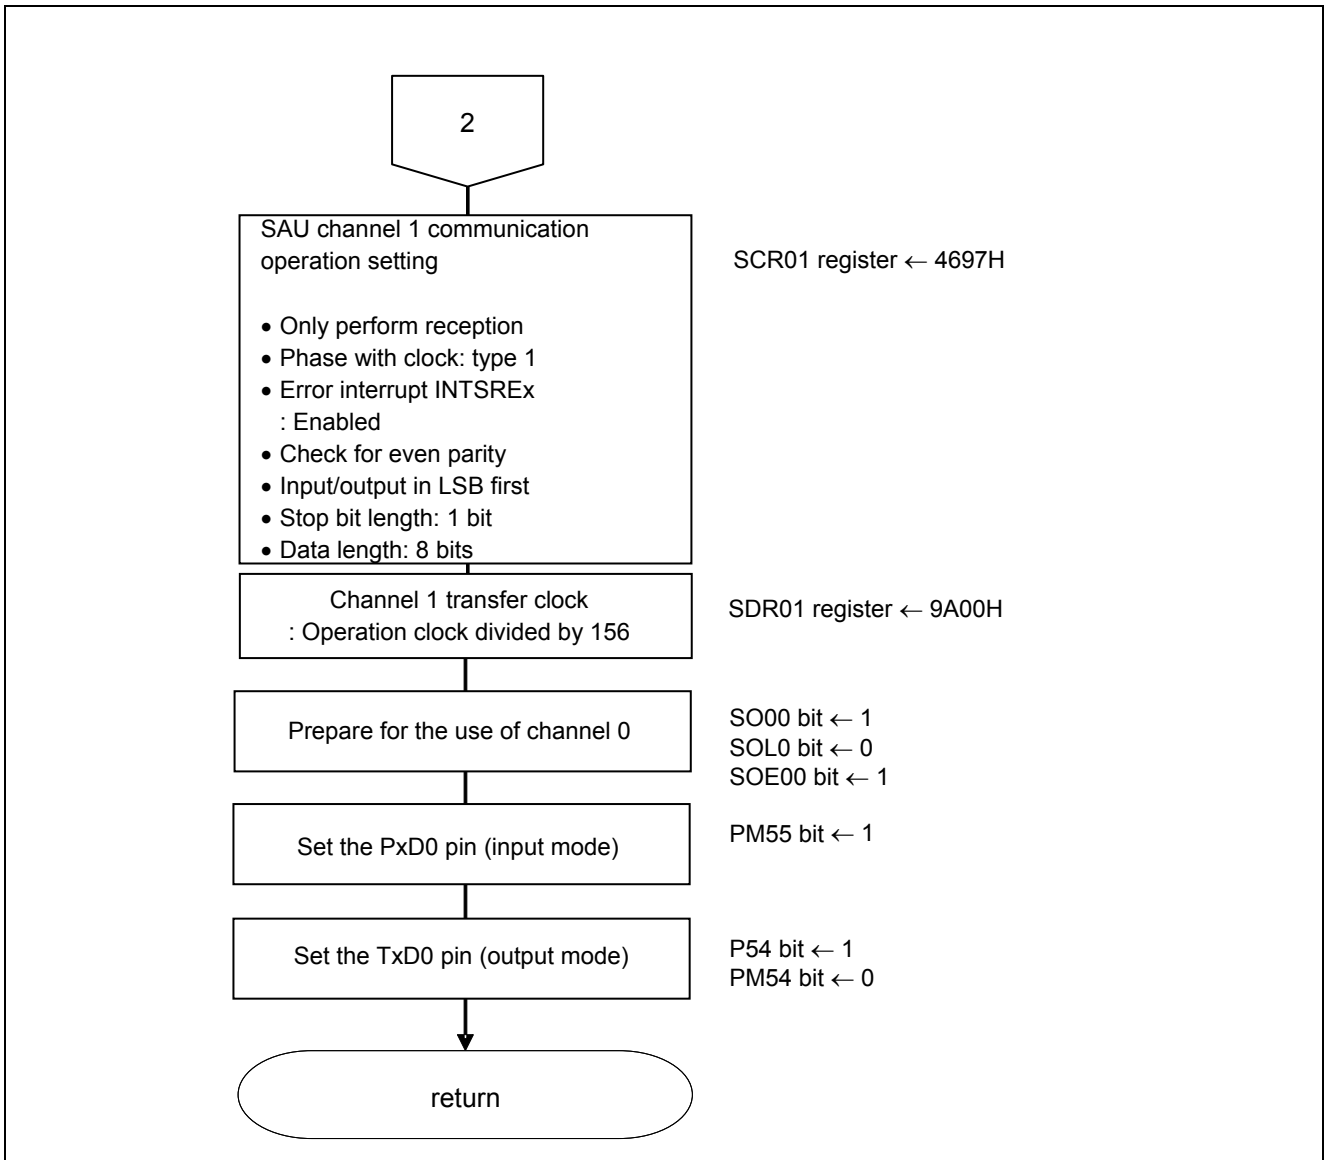 2
SAU channel 1 communication
operation setting
SCR01 register ← 4697H
• Only perform reception
• Phase with clock: type 1
• Error interrupt INTSREx
: Enabled
• Check for even parity
• Input/output in LSB first
• Stop bit length: 1 bit
• Data length: 8 bits
Channel 1 transfer clock
: Operation clock divided by 156
SDR01 register ← 9A00H
Prepare for the use of channel 0
SO00 bit ← 1
SOL0 bit ← 0
SOE00 bit ← 1
Set the PxD0 pin (input mode)
PM55 bit ← 1
Set the TxD0 pin (output mode)
P54 bit ← 1
PM54 bit ← 0
return